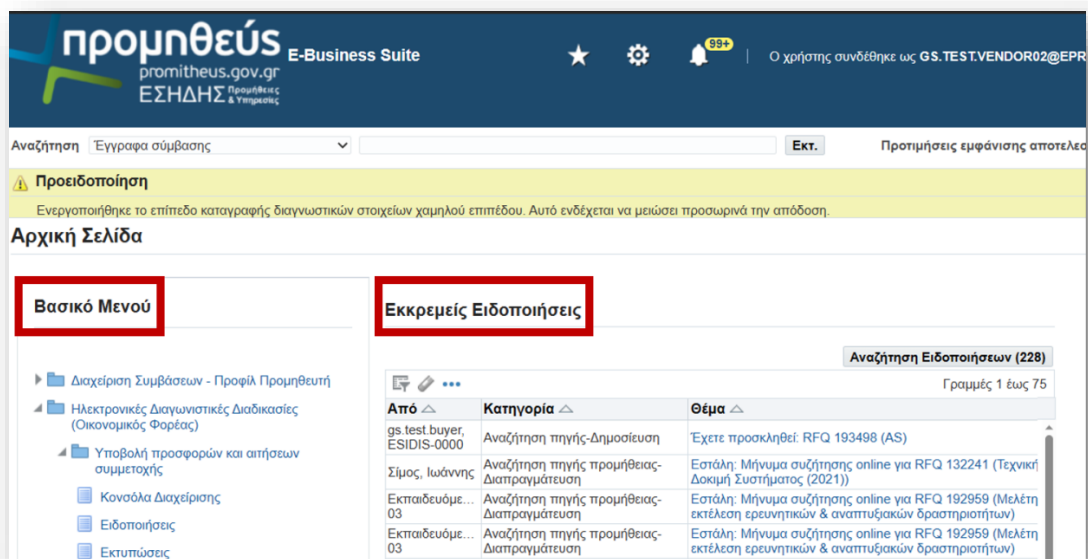 προμηθεύς
promitheus.gov.gr
ΕΣΗΔΗΣ Προμήθειες & Υπηρεσίες
E-Business Suite
99+
Ο χρήστης συνδέθηκε ως GS.TEST.VENDOR02@EPR
Αναζήτηση Έγγραφα σύμβασης Εκτ. Προτιμήσεις εμφάνισης αποτελεσ
Προειδοποίηση
Ενεργοποιήθηκε το επίπεδο καταγραφής διαγνωστικών στοιχείων χαμηλού επιπέδου. Αυτό ενδέχεται να μειώσει προσωρινά την απόδοση.
Αρχική Σελίδα
Βασικό Μενού
Διαχείριση Συμβάσεων - Προφίλ Προμηθευτή
Ηλεκτρονικές Διαγωνιστικές Διαδικασίες
(Οικονομικός Φορέας)
Υποβολή προσφορών και αιτήσεων
συμμετοχής
Κονσόλα Διαχείρισης
Ειδοποιήσεις
Εκτυπώσεις
Εκκρεμείς Ειδοποιήσεις
Αναζήτηση Ειδοποιήσεων (228)
Γραμμές 1 έως 75
Από Κατηγορία Θέμα
gs.test.buyer,
ESIDIS-0000 Αναζήτηση πηγής-Δημοσίευση Έχετε προσκληθεί: RFQ 193498 (AS)
Σίμος, Ιωάννης Αναζήτηση πηγής προμήθειας- Εστάλη: Μήνυμα συζήτησης online για RFQ 132241 (Τεχνική
Διαπραγμάτευση Δοκιμή Συστήματος (2021))
Εκπαιδευόμε... Αναζήτηση πηγής προμήθειας- Εστάλη: Μήνυμα συζήτησης online για RFQ 192959 (Μελέτη
03 Διαπραγμάτευση εκτέλεση ερευνητικών & αναπτυξιακών δραστηριοτήτων)
Εκπαιδευόμε... Αναζήτηση πηγής προμήθειας- Εστάλη: Μήνυμα συζήτησης online για RFQ 192959 (Μελέτη
03 Διαπραγμάτευση εκτέλεση ερευνητικών & αναπτυξιακών δραστηριοτήτων)